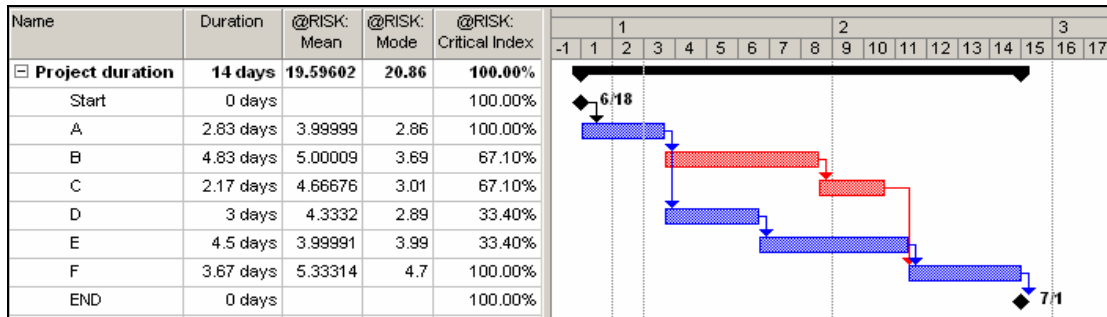 Name Duration @RISK: Mean @RISK: Mode @RISK: Critical Index
1 2 3
-1 1 2 3 4 5 6 7 8 9 10 11 12 13 14 15 16 17
Project duration 14 days 19.59602 20.86 100.00%
Start 0 days 100.00% 6/18
A 2.83 days 3.99999 2.86 100.00%
B 4.83 days 5.00009 3.69 67.10%
C 2.17 days 4.66676 3.01 67.10%
D 3 days 4.3332 2.89 33.40%
E 4.5 days 3.99991 3.99 33.40%
F 3.67 days 5.33314 4.7 100.00%
END 0 days 100.00% 7/1